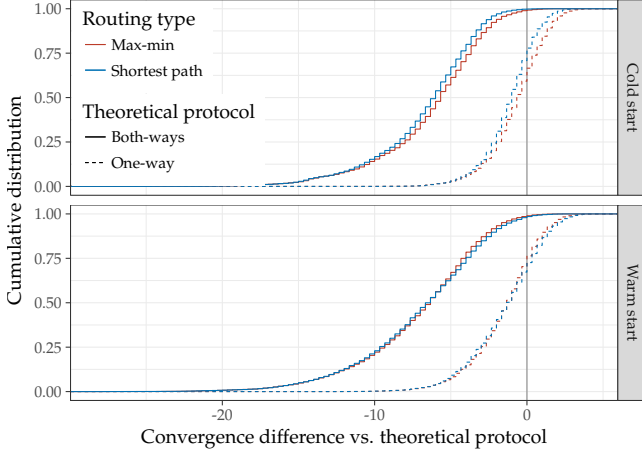 Cumulative distribution
1.00
0.75
0.50
0.25
0.00
Routing type
Max-min
Shortest path
Theoretical protocol
Both-ways
One-way
Cold start
1.00
0.75
0.50
0.25
0.00
Warm start
-20
-10
0
Convergence difference vs. theoretical protocol